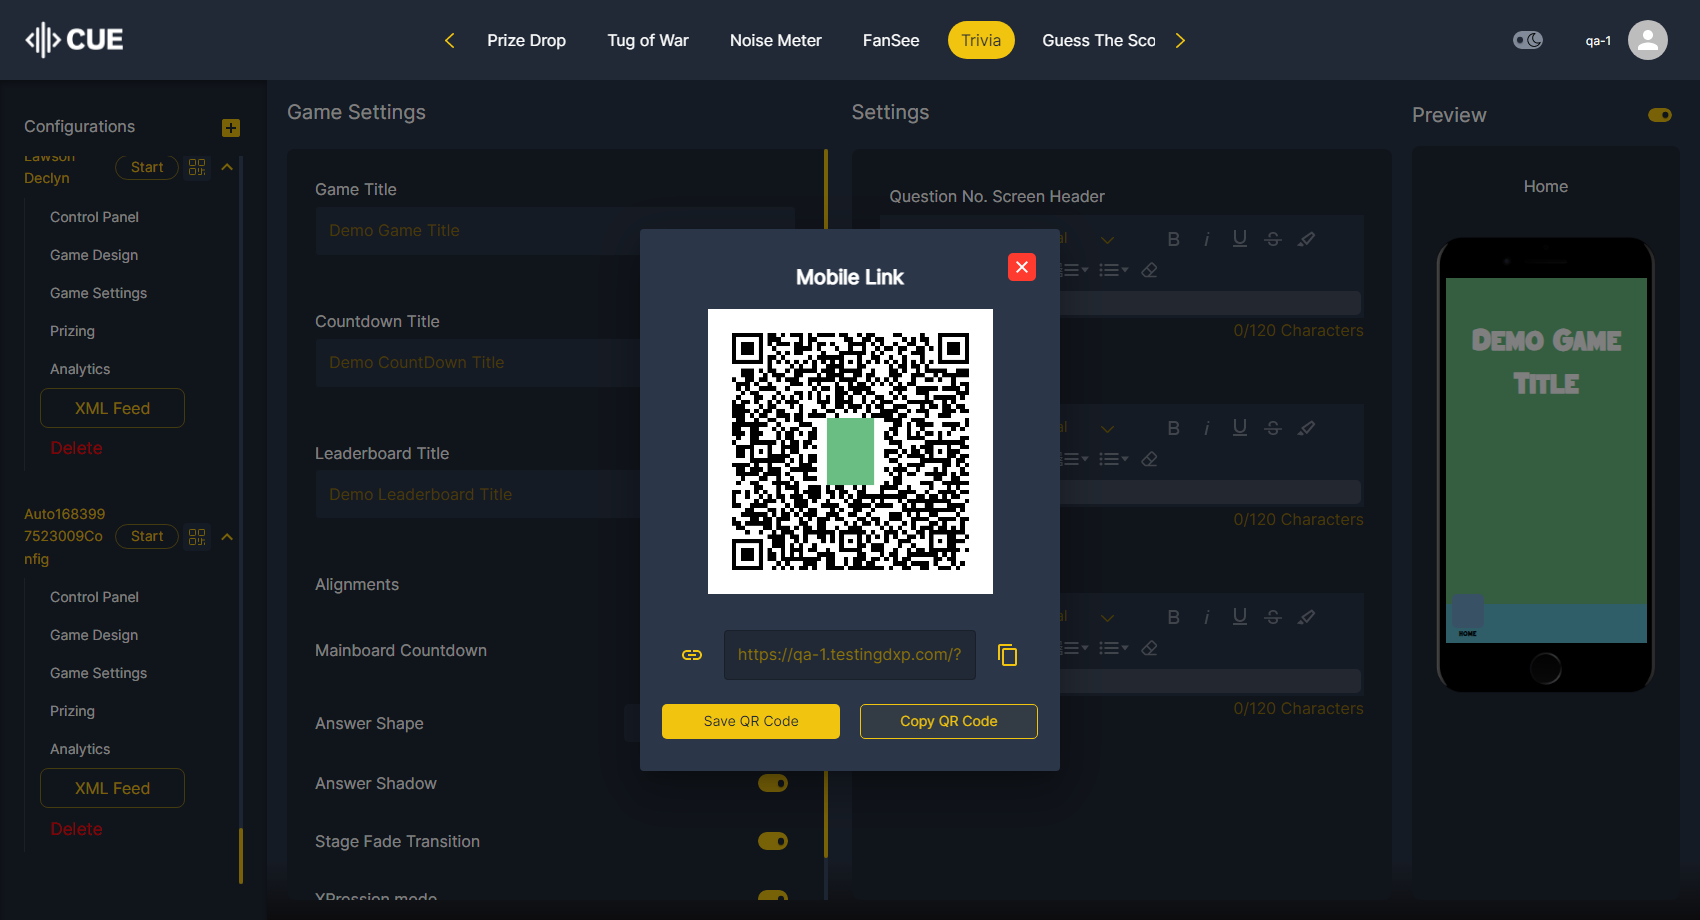 CUE
Prize Drop
Tug of War
Noise Meter
FanSee
Trivia
Guess The Sco
qa-1
Configurations
Lawson
Declyn
Start
Control Panel
Game Design
Game Settings
Prizing
Analytics
XML Feed
Delete
Auto168399
7523009Co
nfig
Start
Control Panel
Game Design
Game Settings
Prizing
Analytics
XML Feed
Delete
Game Settings
Game Title
Demo Game Title
Countdown Title
Demo CountDown Title
Leaderboard Title
Demo Leaderboard Title
Alignments
Mainboard Countdown
Answer Shape
Answer Shadow
Stage Fade Transition
XPression mode
Mobile Link
https://qa-1.testingdxp.com/?
Save QR Code
Copy QR Code
Settings
Question No. Screen Header
B i U S
0/120 Characters
B i U S
0/120 Characters
B i U S
0/120 Characters
Preview
Home
Demo Game
Title
HOME